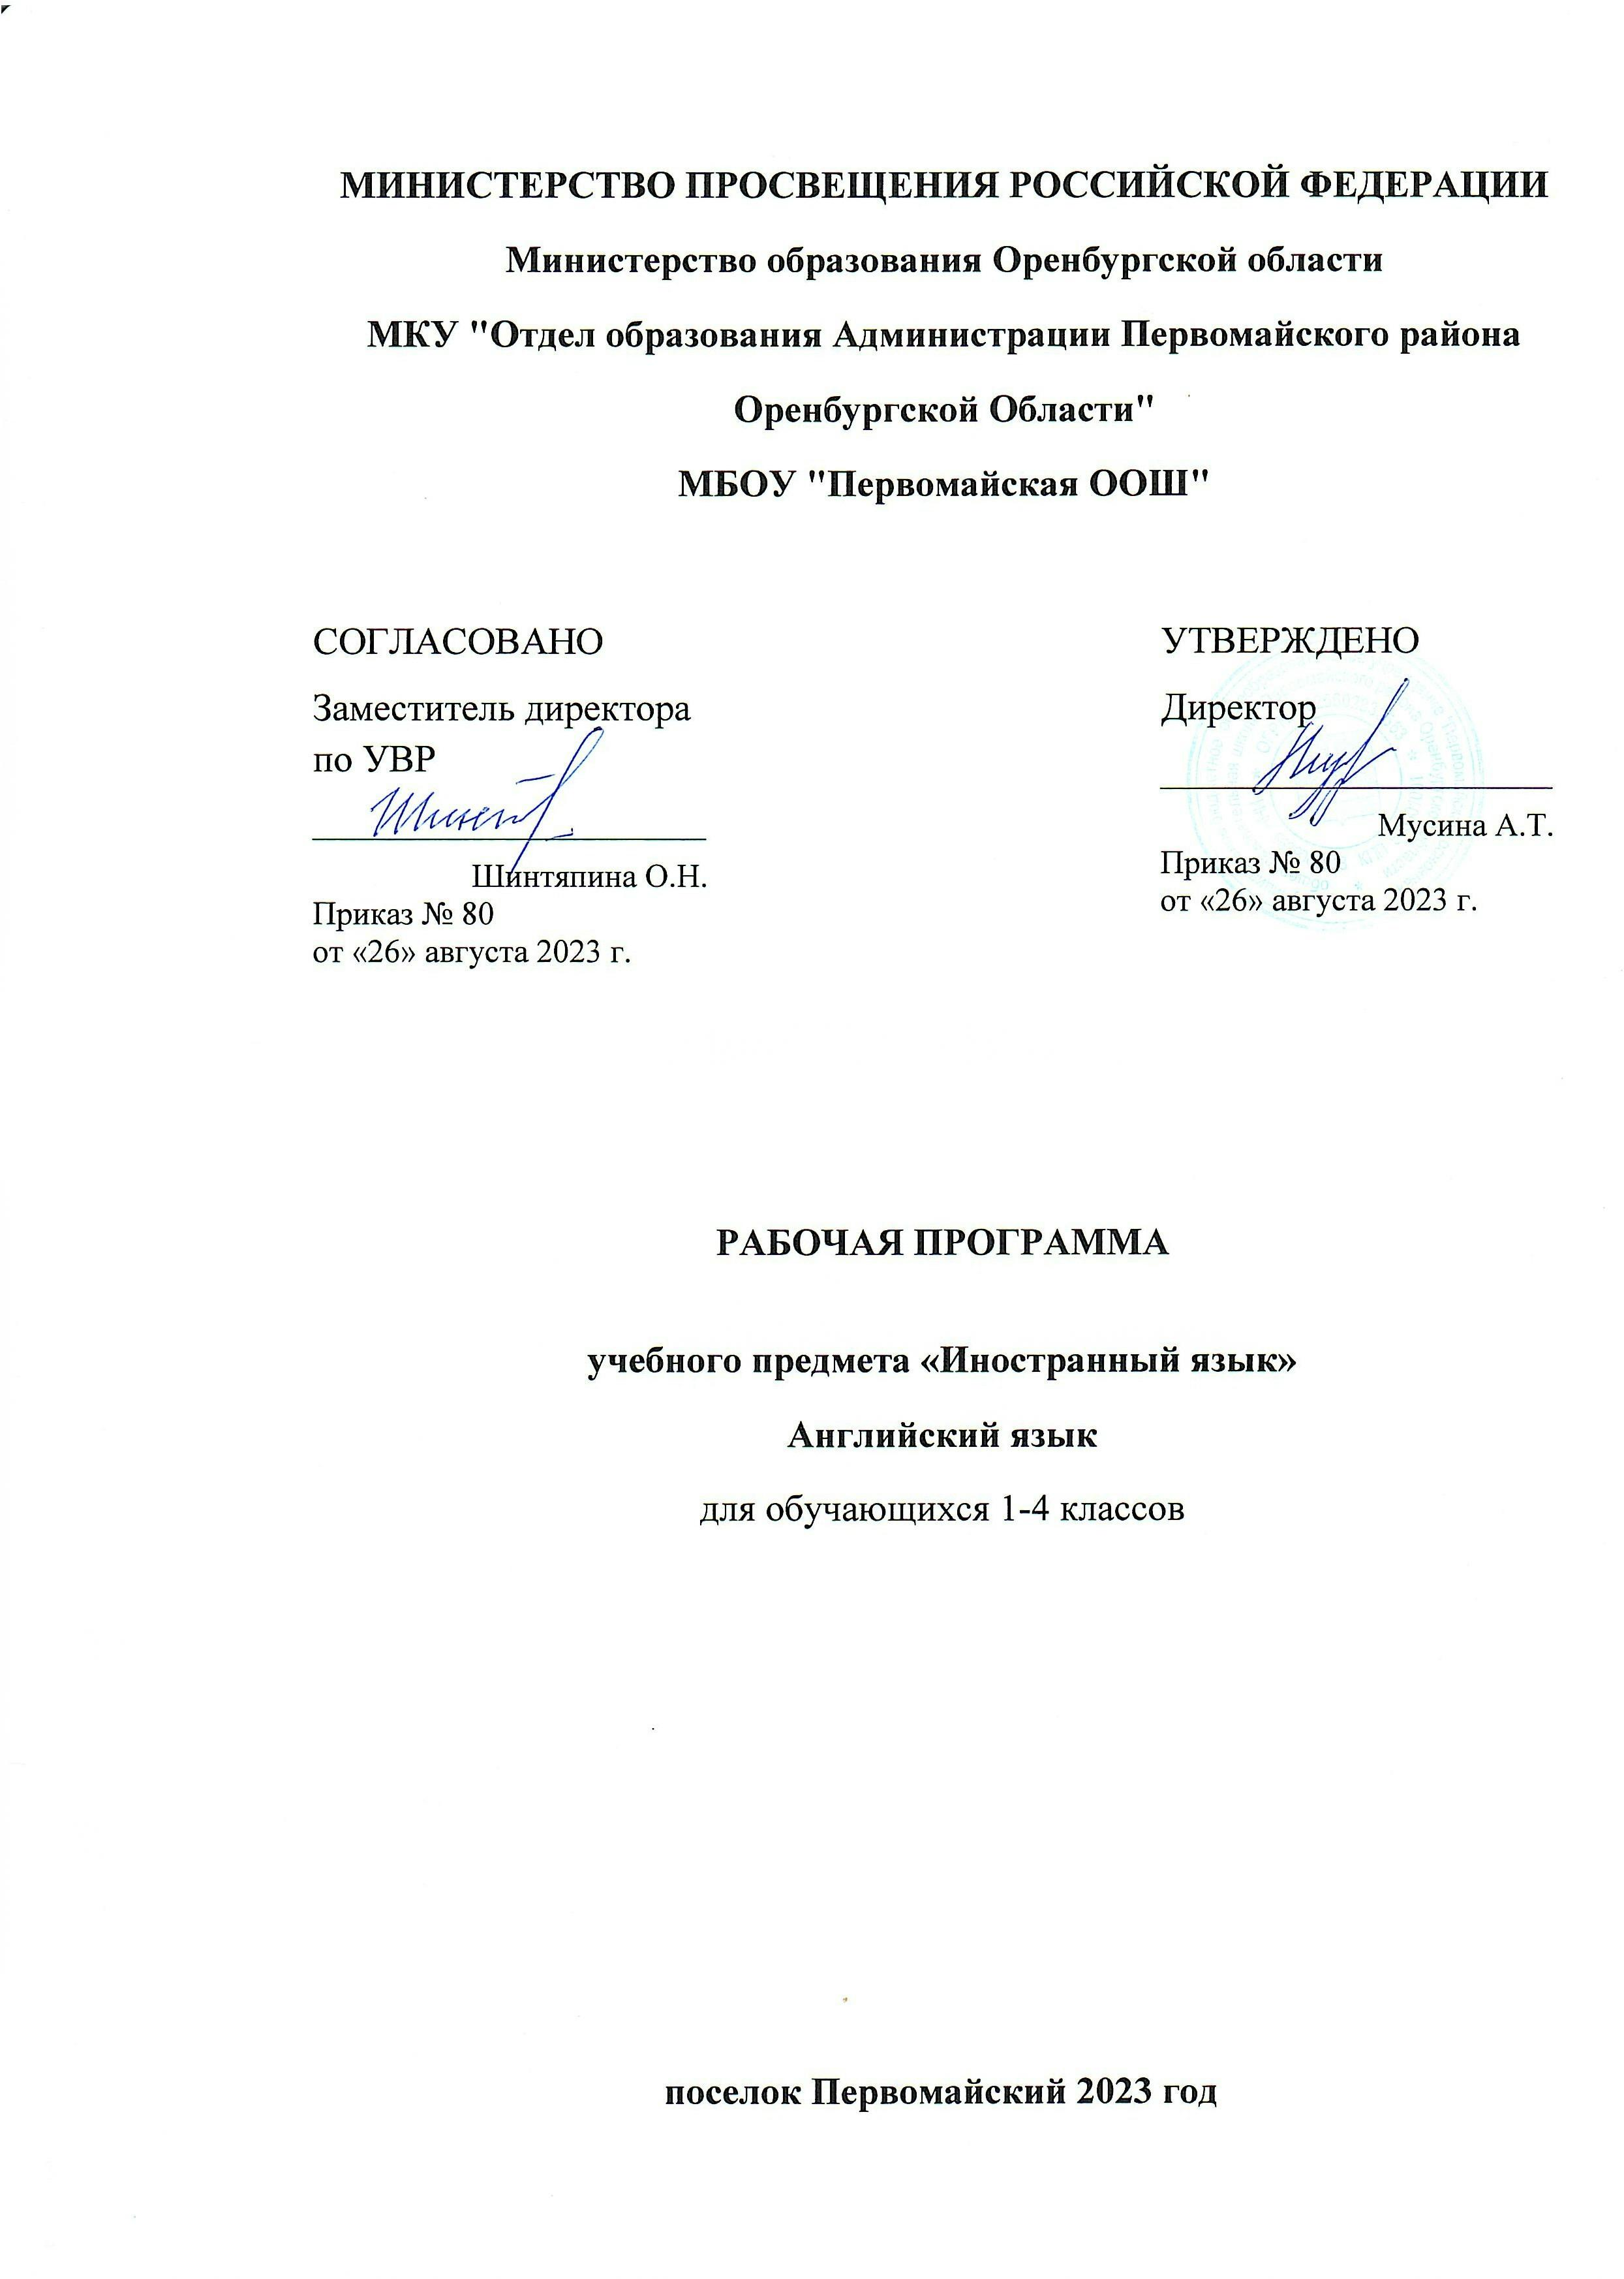 МИНИСТЕРСТВО ПРОСВЕЩЕНИЯ РОССИЙСКОЙ ФЕДЕРАЦИИ
Министерство образования Оренбургской области
МКУ "Отдел образования Администрации Первомайского района
Оренбургской Области"
МБОУ "Первомайская ООШ"
СОГЛАСОВАНО
Заместитель директора
по УВР
Шинтяпина О.Н.
Приказ № 80
от «26» августа 2023 г.
УТВЕРЖДЕНО
Директор
Мусина А.Т.
Приказ № 80
от «26» августа 2023 г.
РАБОЧАЯ ПРОГРАММА
учебного предмета «Иностранный язык»
Английский язык
для обучающихся 1-4 классов
поселок Первомайский 2023 год